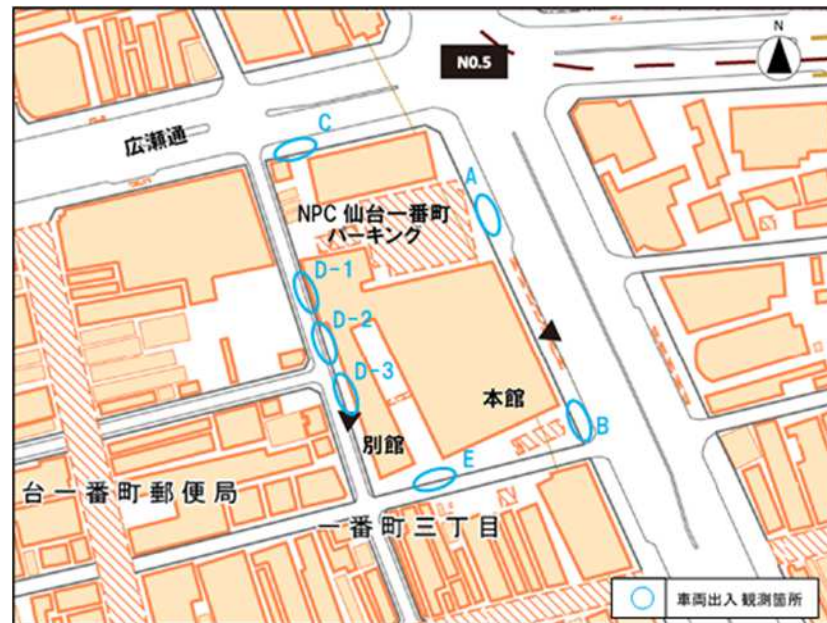 N
N0.5
広瀬通
C
A
NPC 仙台一番町
パーキング
D-1
D-2
D-3
本館
B
別館
E
台一番町郵便局
一番町三丁目
車両出入 観測箇所